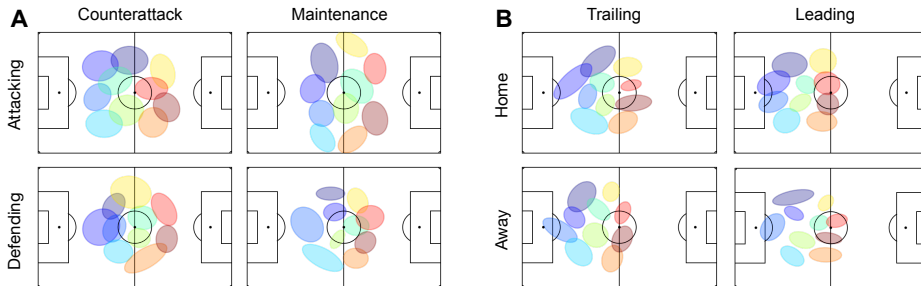 A
Counterattack
Maintenance
Attacking
Defending
B
Trailing
Leading
Home
Away